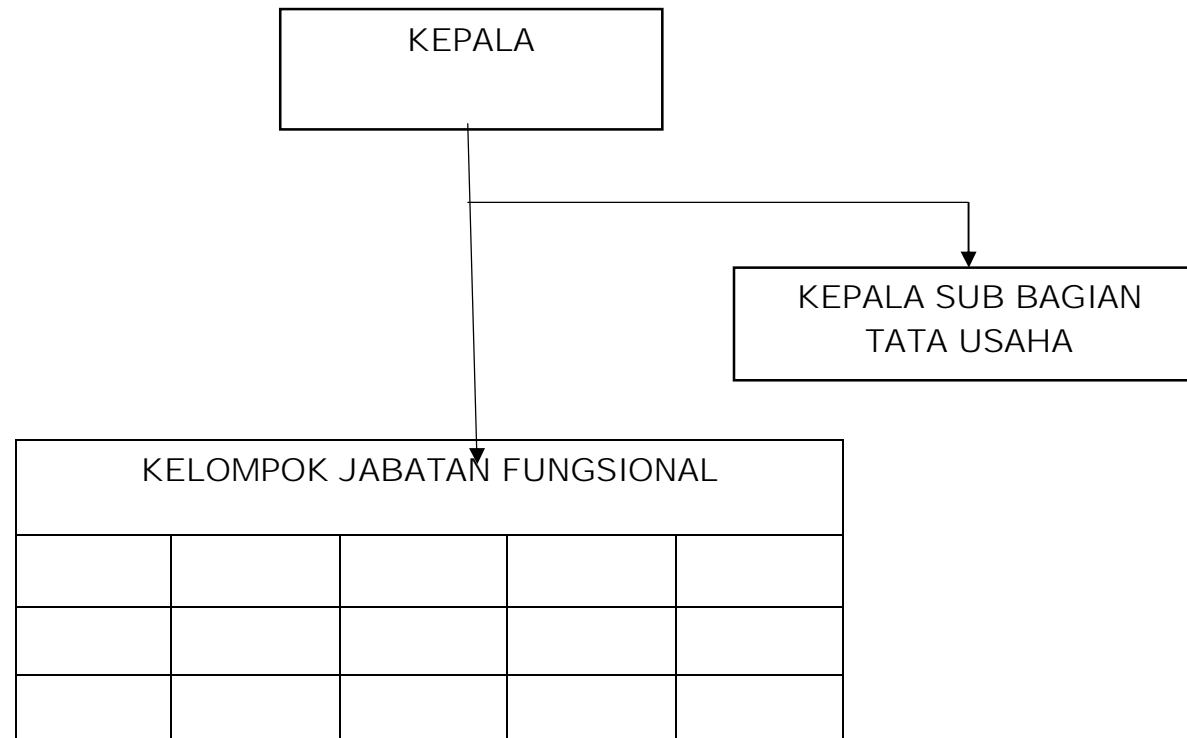 KEPALA
KEPALA SUB BAGIAN
TATA USAHA
KELOMPOK JABATAN FUNGSIONAL